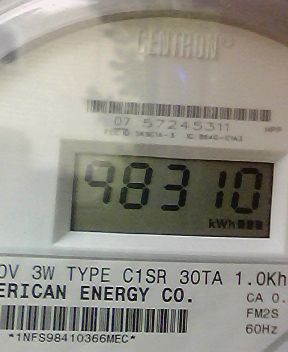 CENTRON®
07 57245311
HPP
98310
kWh
0V 3W TYPE C1SR 30TA 1.0Kh
ERICAN ENERGY CO.
CA 0.
FM2S
60Hz
*1NFS98410366MEC*